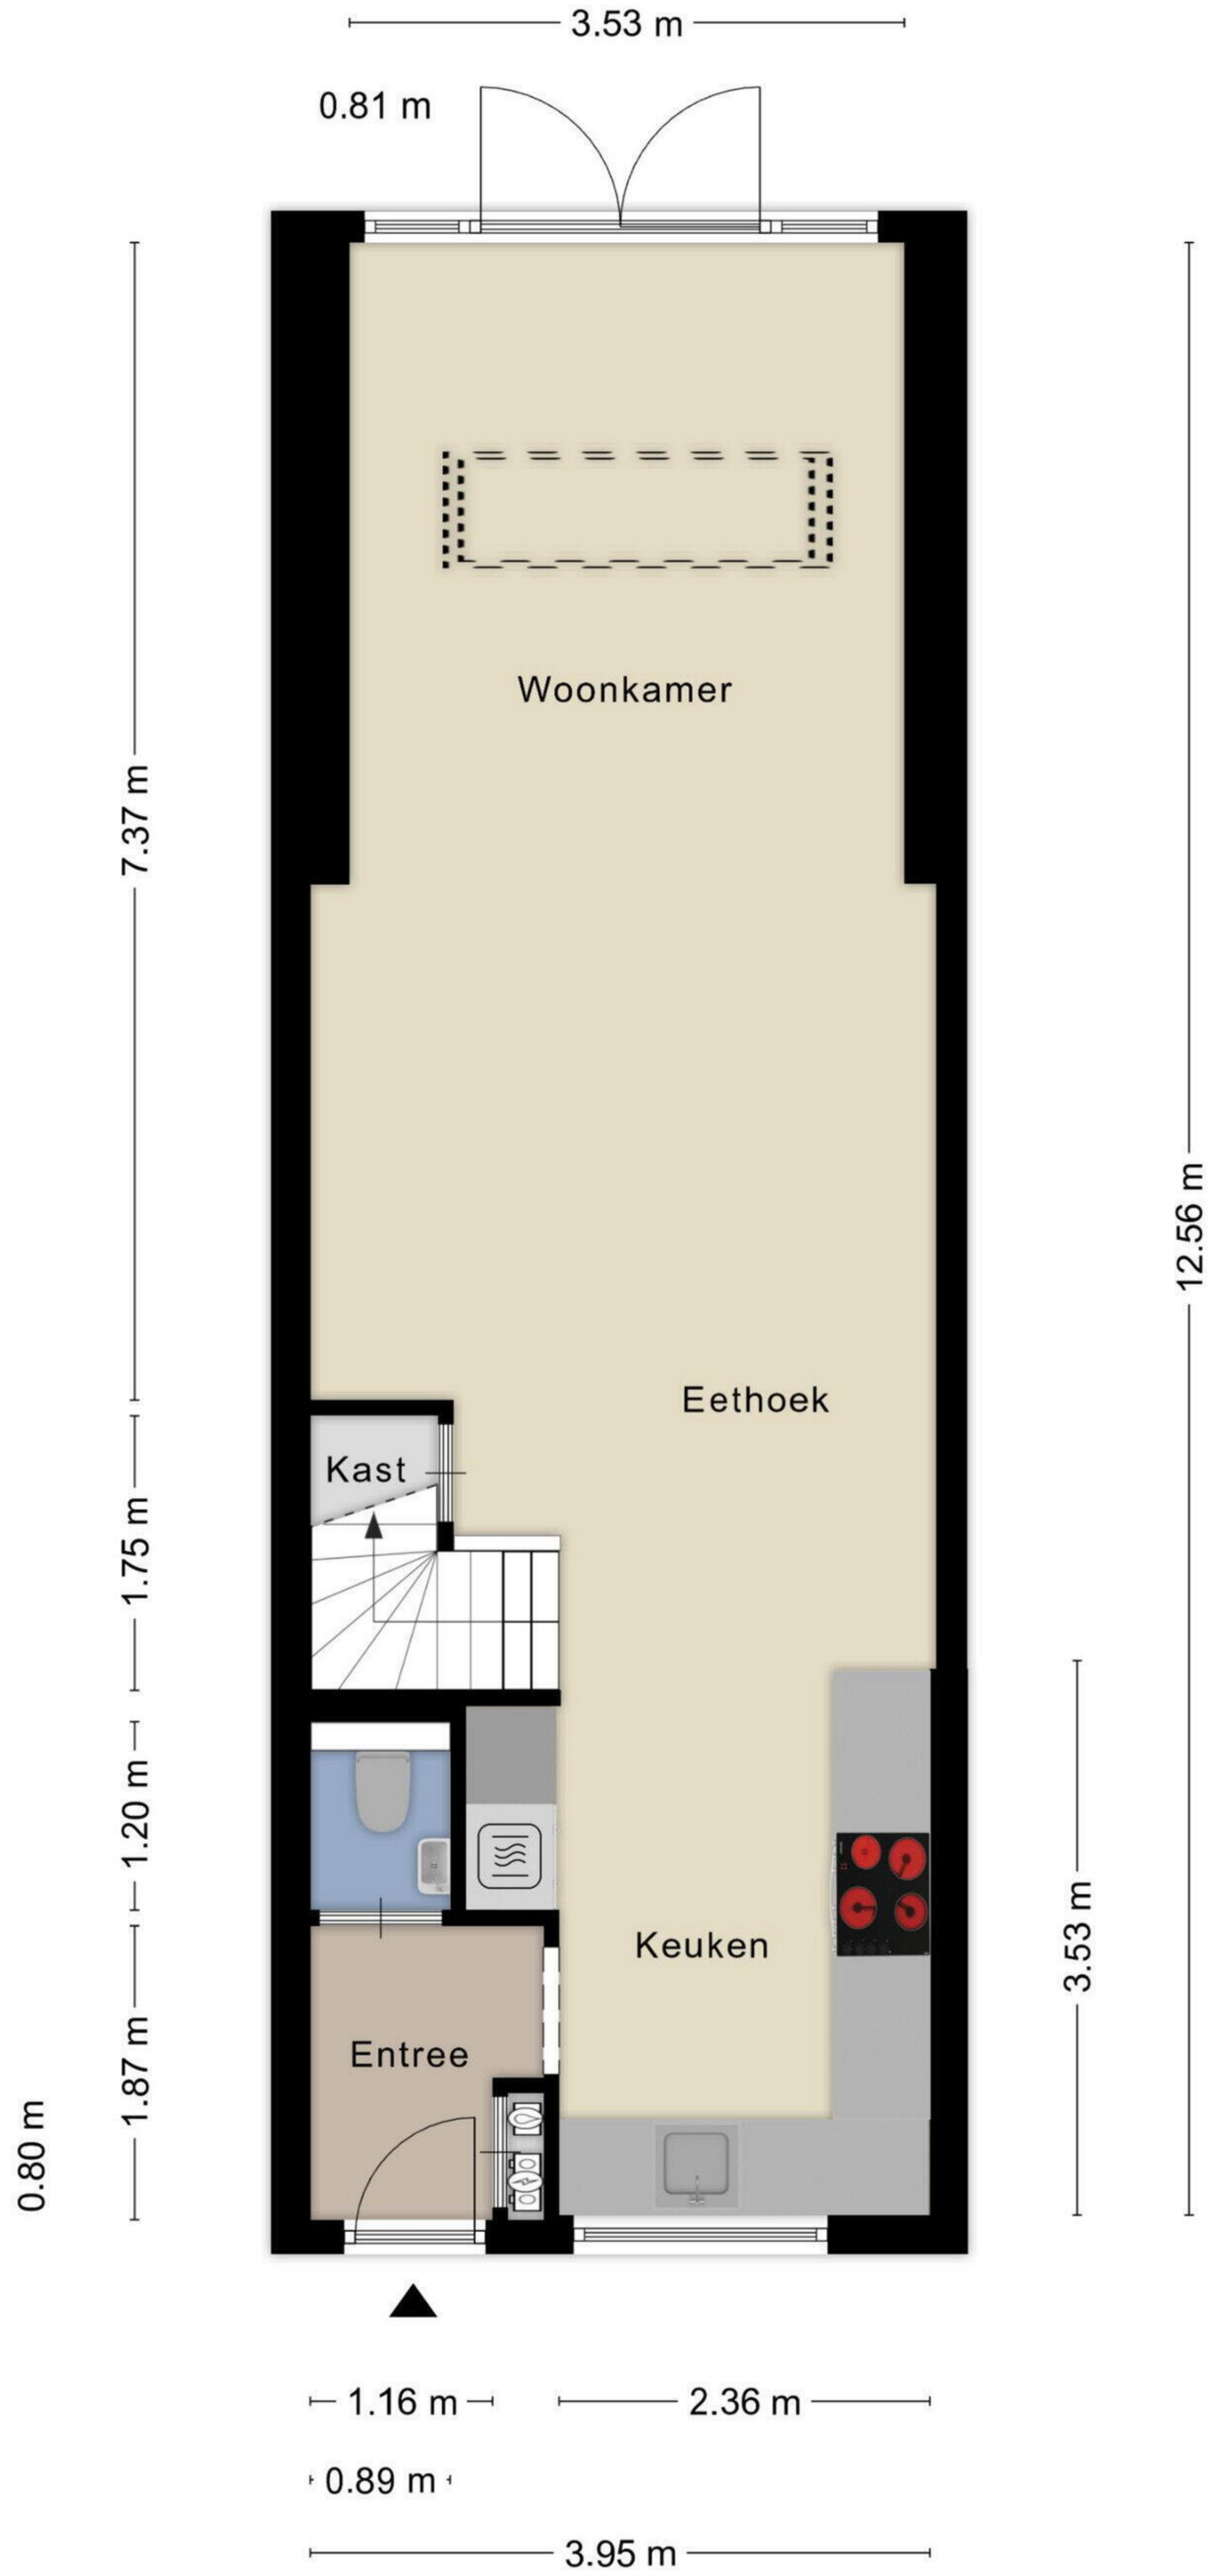 3.53 m
0.81 m
Woonkamer
7.37 m
12.56 m
Eethoek
Kast
1.75 m
1.20 m
Keuken
3.53 m
Entree
1.87 m
0.80 m
1.16 m
2.36 m
0.89 m
3.95 m